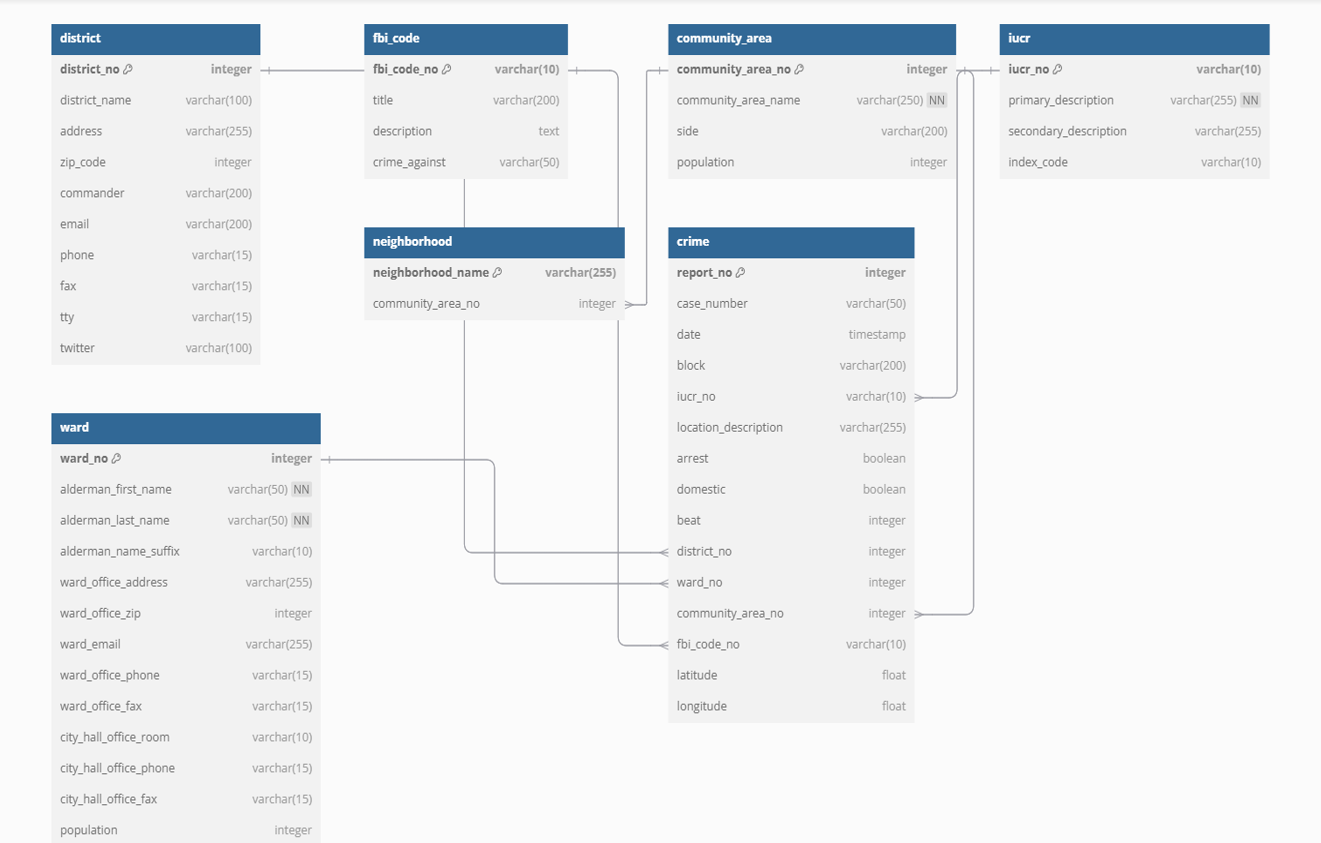 district
district_no integer
district_name varchar(100)
address varchar(255)
zip_code integer
commander varchar(200)
email varchar(200)
phone varchar(15)
fax varchar(15)
tty varchar(15)
twitter varchar(100)
fbi_code
fbi_code_no varchar(10)
title varchar(200)
description text
crime_against varchar(50)
community_area
community_area_no integer
community_area_name varchar(250) NN
side varchar(200)
population integer
iucr
iucr_no varchar(10)
primary_description varchar(255) NN
secondary_description varchar(255)
index_code varchar(10)
neighborhood
neighborhood_name varchar(255)
community_area_no integer
crime
report_no integer
case_number varchar(50)
date timestamp
block varchar(200)
iucr_no varchar(10)
location_description varchar(255)
arrest boolean
domestic boolean
beat integer
district_no integer
ward_no integer
community_area_no integer
fbi_code_no varchar(10)
latitude float
longitude float
ward
ward_no integer
alderman_first_name varchar(50) NN
alderman_last_name varchar(50) NN
alderman_name_suffix varchar(10)
ward_office_address varchar(255)
ward_office_zip integer
ward_email varchar(255)
ward_office_phone varchar(15)
ward_office_fax varchar(15)
city_hall_office_room varchar(10)
city_hall_office_phone varchar(15)
city_hall_office_fax varchar(15)
population integer